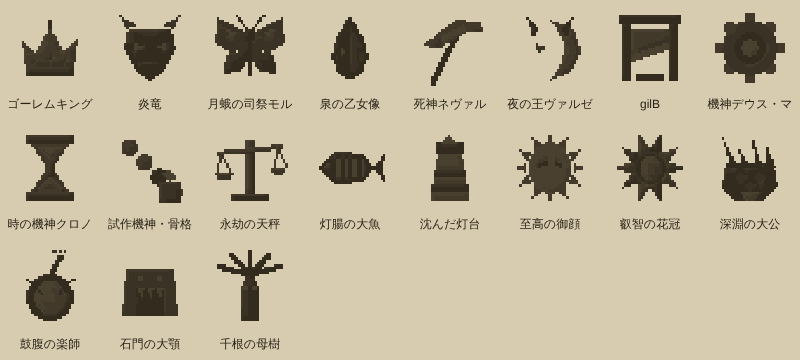 ゴーレムキング
炎竜
月蛾の司祭モル
泉の乙女像
死神ネヴァル
夜の王ヴァルゼ
gilB
機神デウス・マ
時の機神クロノ
試作機神・骨格
永劫の天秤
灯腸の大魚
沈んだ灯台
至高の御顔
叡智の花冠
深淵の大公
鼓腹の楽師
石門の大顎
千根の母樹